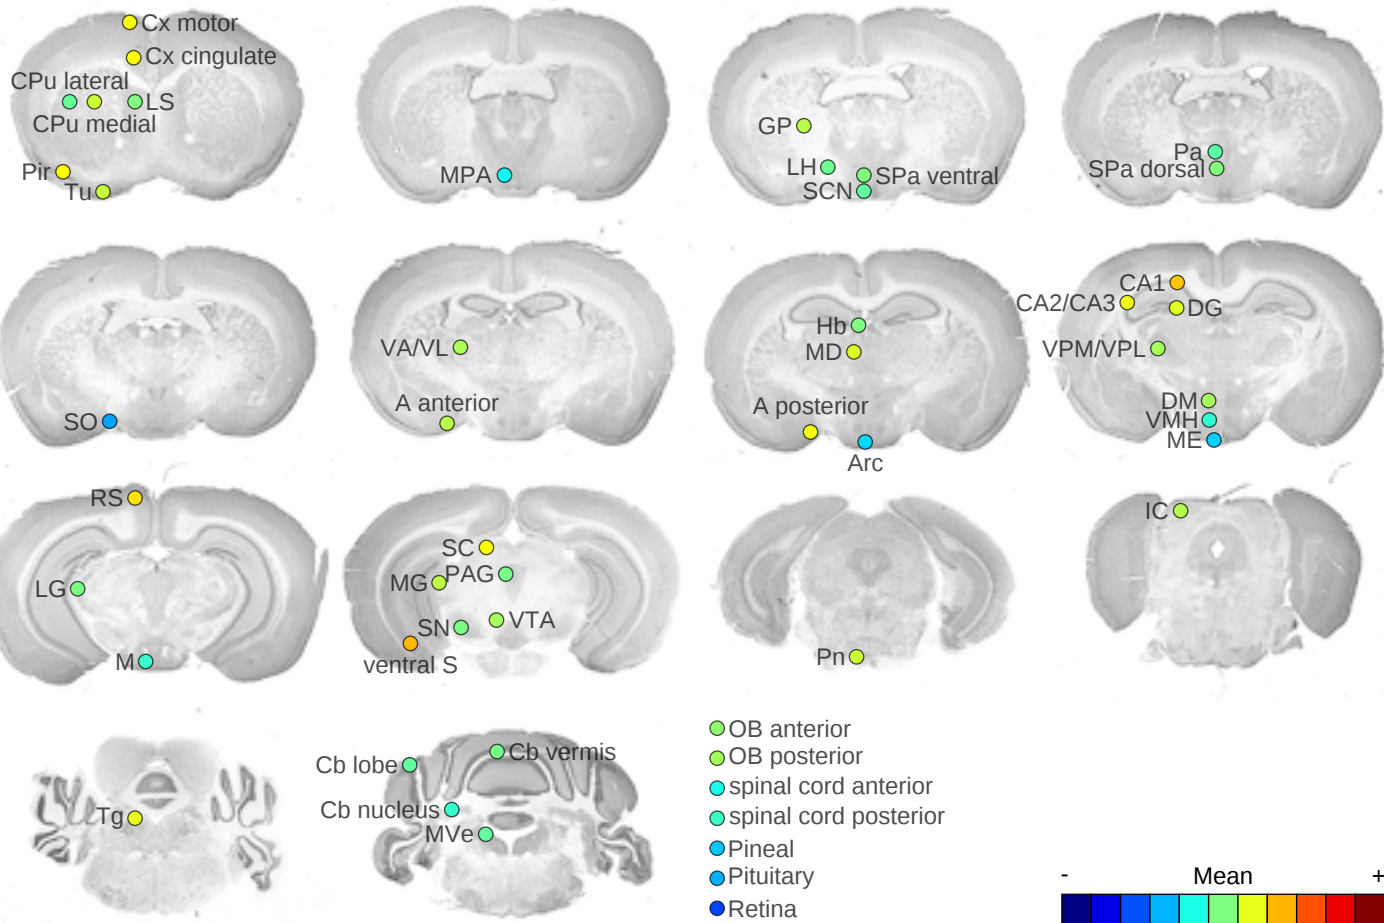 Cx motor
Cx cingulate
CPu lateral
LS
CPu medial
Pir
Tu
MPA
GP
LH
SPa ventral
SCN
Pa
SPa dorsal
SO
VA/VL
A anterior
Hb
MD
A posterior
Arc
CA1
CA2/CA3
DG
VPM/VPL
DM
VMH
ME
RS
LG
M
SC
MG
PAG
SN
VTA
ventral S
Pn
IC
Tg
Cb lobe
Cb vermis
Cb nucleus
MVe
OB anterior
OB posterior
spinal cord anterior
spinal cord posterior
Pineal
Pituitary
Retina
- Mean +